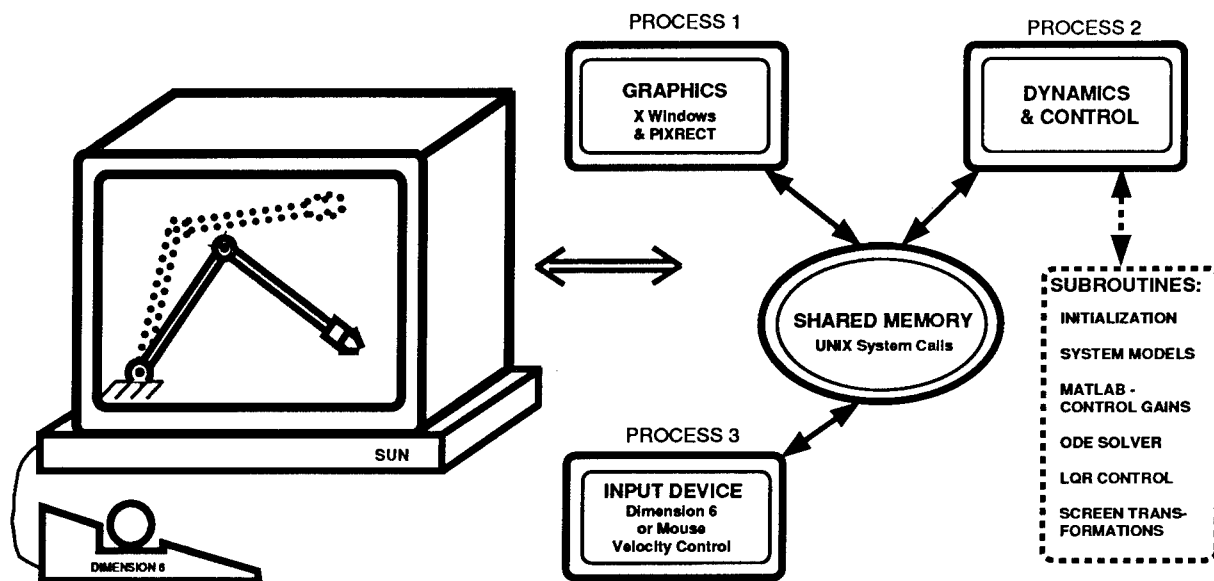 PROCESS 1
GRAPHICS
X Windows
& PIXRECT
PROCESS 2
DYNAMICS
& CONTROL
SHARED MEMORY
UNIX System Calls
SUBROUTINES:
INITIALIZATION
SYSTEM MODELS
MATLAB -
CONTROL GAINS
ODE SOLVER
LQR CONTROL
SCREEN TRANS-
FORMATIONS
PROCESS 3
INPUT DEVICE
Dimension 6
or Mouse
Velocity Control
SUN
DIMENSION 6